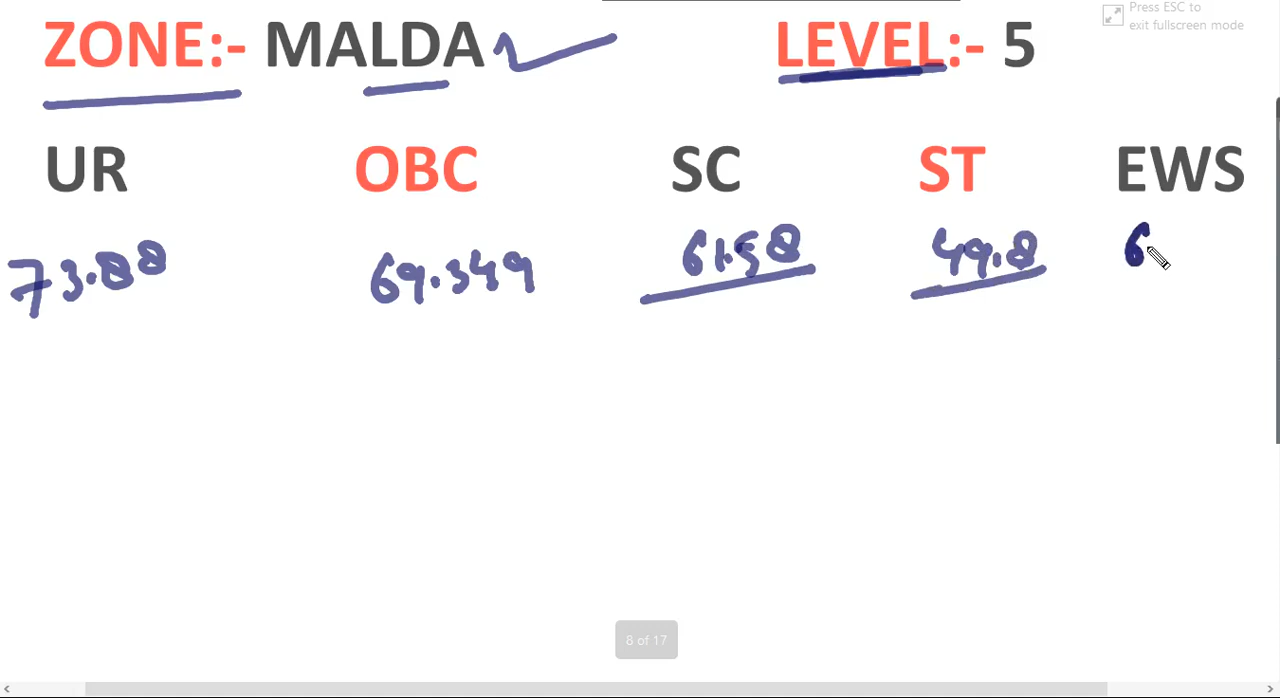 Press ESC to
exit fullscreen mode
ZONE:- MALDA LEVEL:- 5
UR OBC SC ST EWS
73.88 69.349 61.58 49.8 6
8 of 17